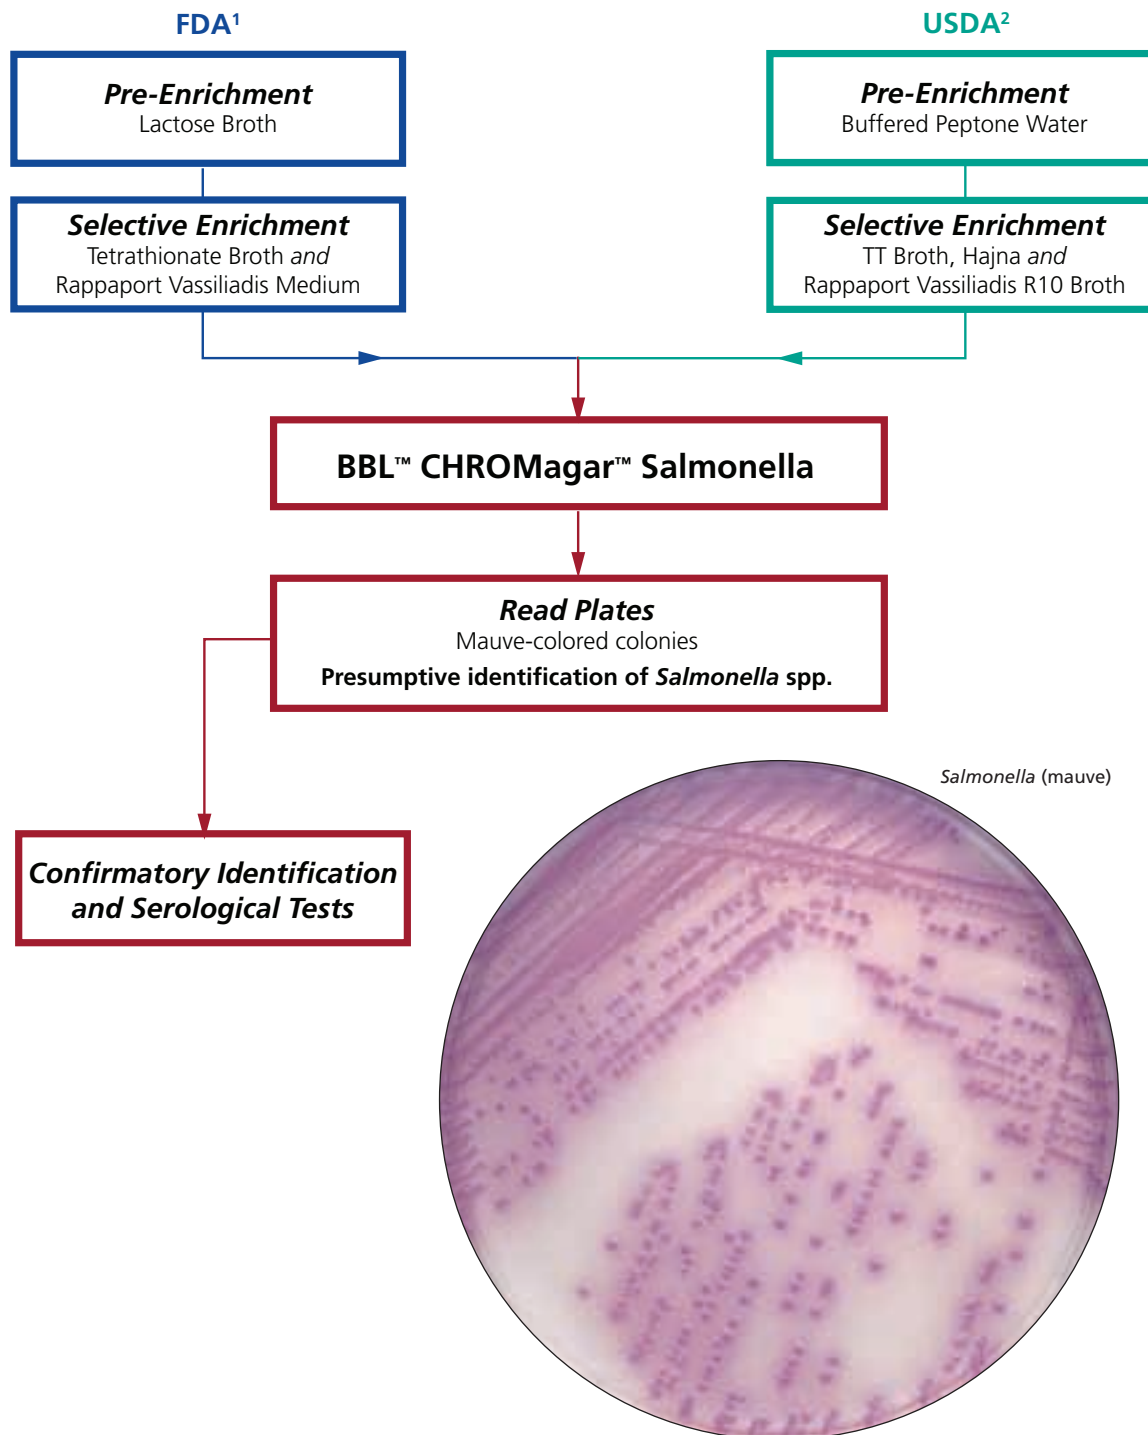 FDA¹
Pre-Enrichment
Lactose Broth
Selective Enrichment
Tetrathionate Broth and
Rappaport Vassiliadis Medium
USDA²
Pre-Enrichment
Buffered Peptone Water
Selective Enrichment
TT Broth, Hajna and
Rappaport Vassiliadis R10 Broth
BBL™ CHROMagar™ Salmonella
Read Plates
Mauve-colored colonies
Presumptive identification of Salmonella spp.
Confirmatory Identification
and Serological Tests
Salmonella (mauve)